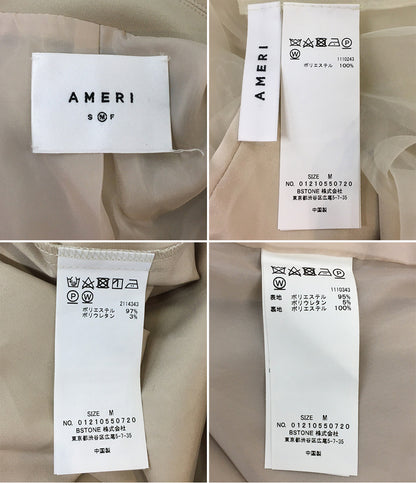 AMERI
S M F
AMERI
1110243
ポリエステル 100%
SIZE M
NO. 01210550720
BSTONE 株式会社
東京都渋谷区広尾5-7-35
中国製
2114343
ポリエステル 97%
ポリウレタン 3%
SIZE M
NO. 01210550720
BSTONE 株式会社
東京都渋谷区広尾5-7-35
中国製
1110343
表地 ポリエステル 95%
ポリウレタン 5%
裏地 ポリエステル 100%
SIZE M
NO. 01210550720
BSTONE 株式会社
東京都渋谷区広尾5-7-35
中国製